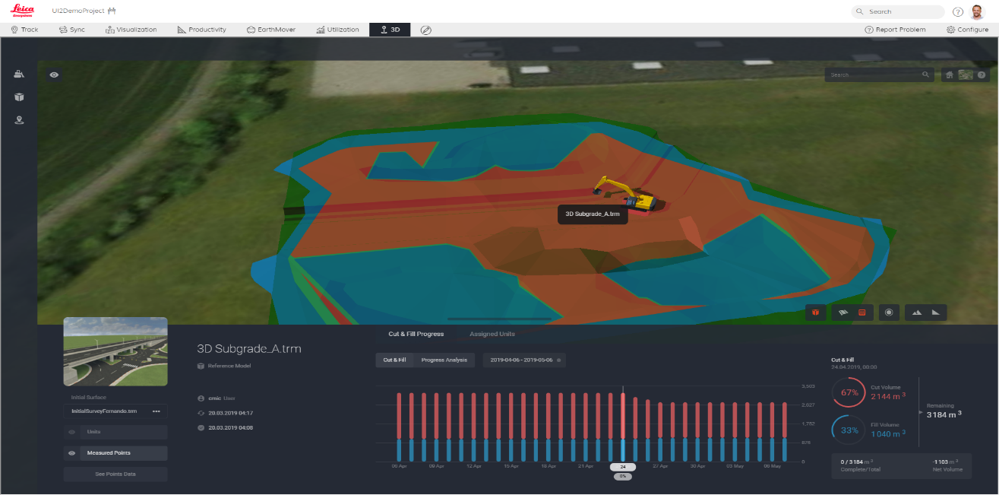 Leica
Geosystems
UI2DemoProject
Search
Track
Sync
Visualization
Productivity
EarthMover
Utilization
3D
Report Problem
Configure
Search
3D Subgrade_A.trm
Cut & Fill Progress
Assigned Units
3D Subgrade_A.trm
Reference Model
Cut & Fill
Progress Analysis
2019-04-06 - 2019-05-06
Cut & Fill
24.04.2019, 00:00
67%
Cut Volume
2144 m 3
33%
Fill Volume
1040 m 3
Remaining
3184 m 3
Initial Surface
InitialSurveyFernando.trm
Units
Measured Points
See Points Data
cmic User
20.03.2019 04:17
20.03.2019 04:08
3,503
2,627
1,752
876
0
06 Apr
09 Apr
12 Apr
15 Apr
18 Apr
21 Apr
24
27 Apr
30 Apr
03 May
06 May
0%
0 / 3184 m 3
Complete/Total
-1103 m 3
Net Volume